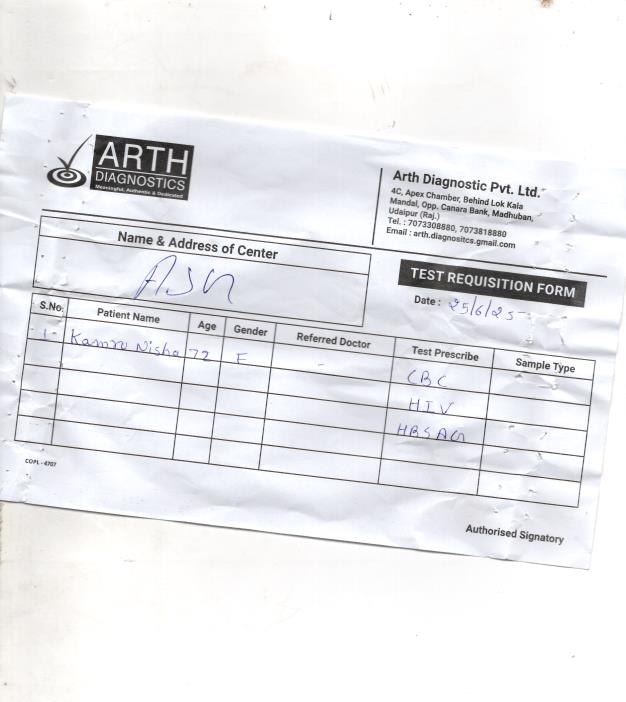 ARTH
DIAGNOSTICS
Meaningful, Authentic & Dedicated
Arth Diagnostic Pvt. Ltd.
4C, Apex Chamber, Behind Lok Kala
Mandal, Opp. Canara Bank, Madhuban,
Udaipur (Raj.)
Tel. : 7073308880, 7073818880
Email : arth.diagnositcs.gmail.com
Name & Address of Center
TEST REQUISITION FORM
Date : 25/6/25
S.No. Patient Name Age Gender Referred Doctor Test Prescribe Sample Type
1 Kamru Nisha 72 F - CBC
HIV
HBSAG
COPL - 4707
Authorised Signatory